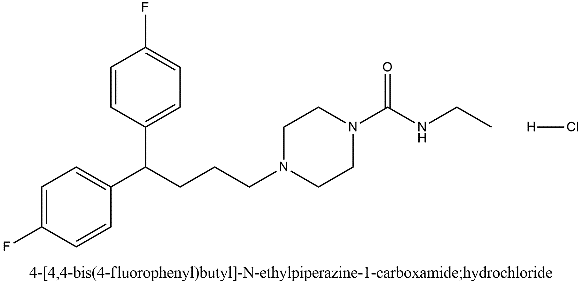 F
O
N
N
H
H
Cl
N
F
4-[4,4-bis(4-fluorophenyl)butyl]-N-ethylpiperazine-1-carboxamide;hydrochloride